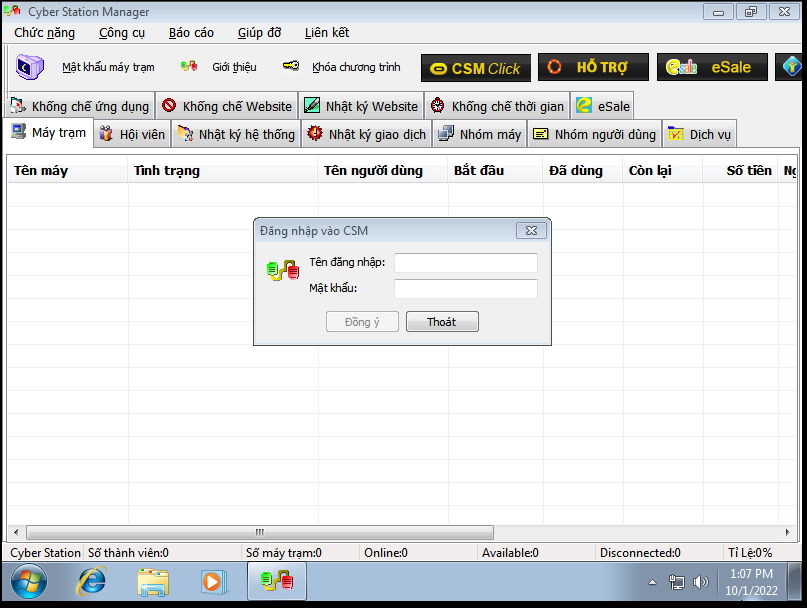 Cyber Station Manager
Chức năng Công cụ Báo cáo Giúp đỡ Liên kết
Mật khẩu máy trạm Giới thiệu Khóa chương trình CSM Click HỖ TRỢ eSale eSale
Khống chế ứng dụng Khống chế Website Nhật ký Website Khống chế thời gian eSale
Máy trạm Hội viên Nhật ký hệ thống Nhật ký giao dịch Nhóm máy Nhóm người dùng Dịch vụ
Tên máy Tình trạng Tên người dùng Bắt đầu Đã dùng Còn lại Số tiền
Đăng nhập vào CSM
Tên đăng nhập:
Mật khẩu:
Đồng ý Thoát
Cyber Station Số thành viên:0 Số máy trạm:0 Online:0 Available:0 Disconnected:0 Tỉ Lệ:0%
1:07 PM
10/1/2022